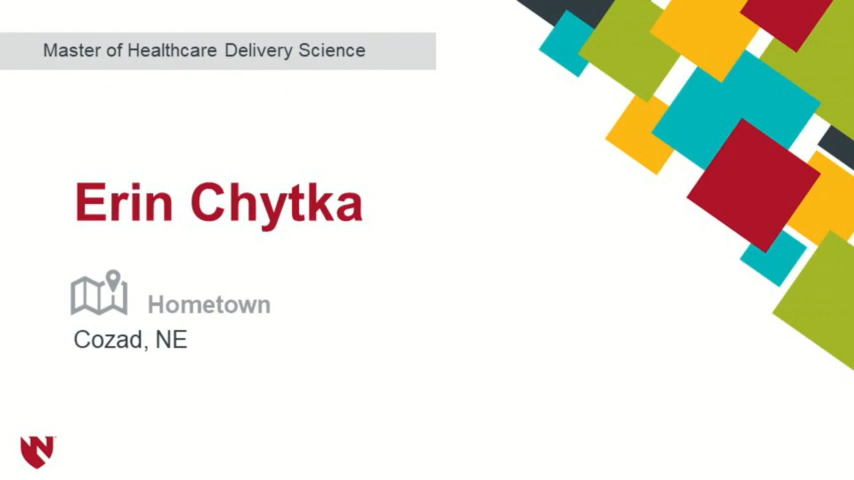 Master of Healthcare Delivery Science
Erin Chytka
Hometown
Cozad, NE